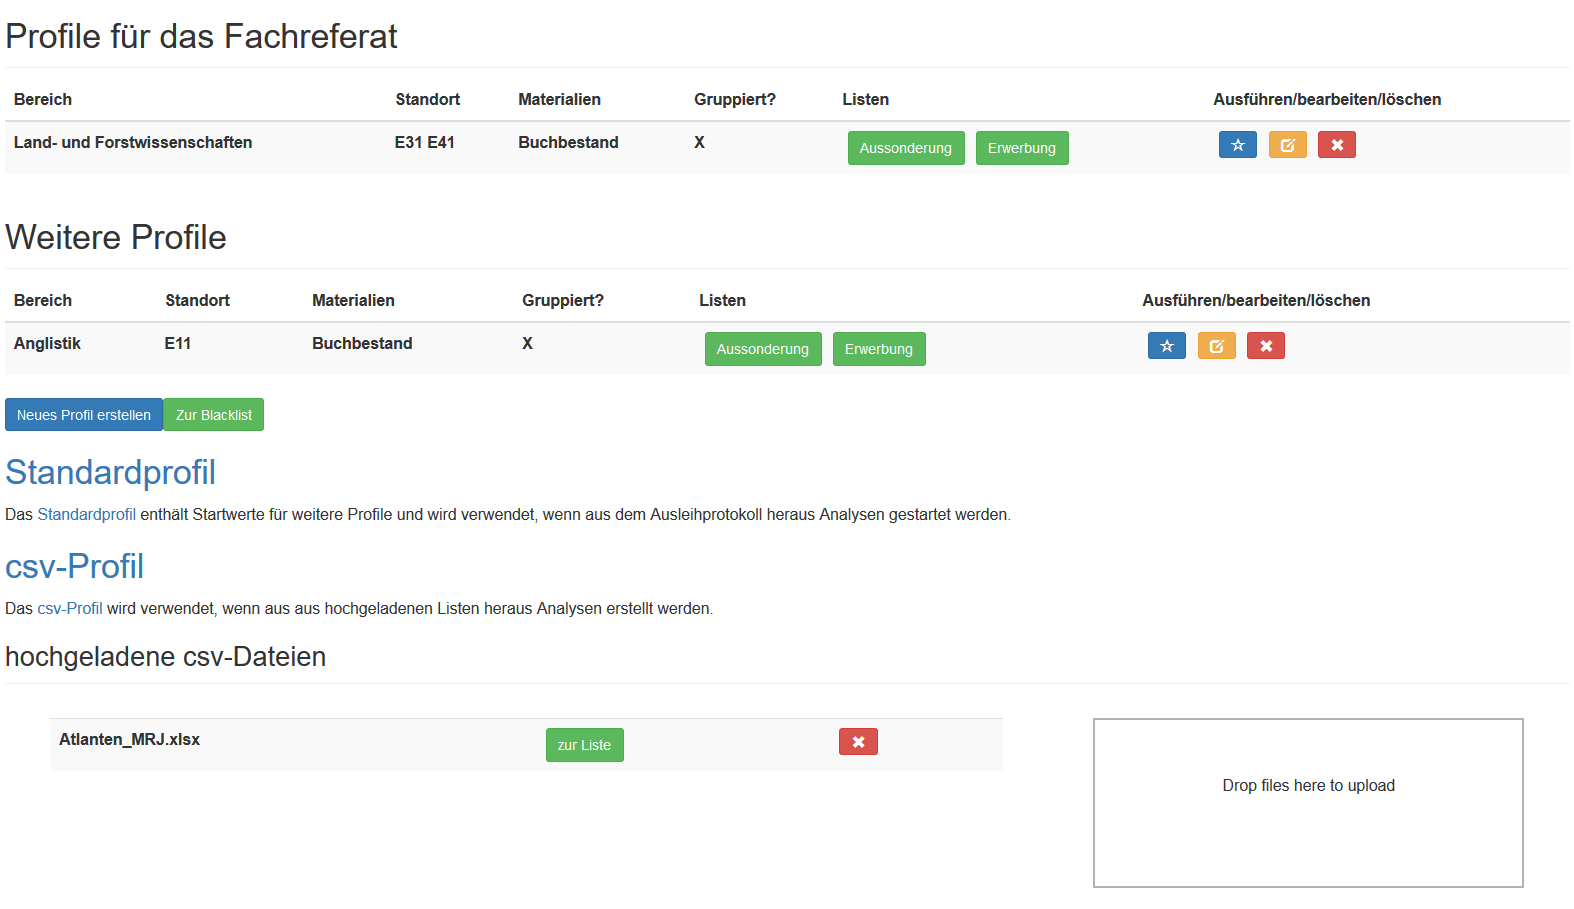 Profile für das Fachreferat
Bereich Standort Materialien Gruppiert? Listen Ausführen/bearbeiten/löschen
Land- und Forstwissenschaften E31 E41 Buchbestand X Aussonderung Erwerbung
Weitere Profile
Bereich Standort Materialien Gruppiert? Listen Ausführen/bearbeiten/löschen
Anglistik E11 Buchbestand X Aussonderung Erwerbung
Neues Profil erstellen Zur Blacklist
Standardprofil
Das Standardprofil enthält Startwerte für weitere Profile und wird verwendet, wenn aus dem Ausleihprotokoll heraus Analysen gestartet werden.
csv-Profil
Das csv-Profil wird verwendet, wenn aus aus hochgeladenen Listen heraus Analysen erstellt werden.
hochgeladene csv-Dateien
Atlanten_MRJ.xlsx zur Liste
Drop files here to upload